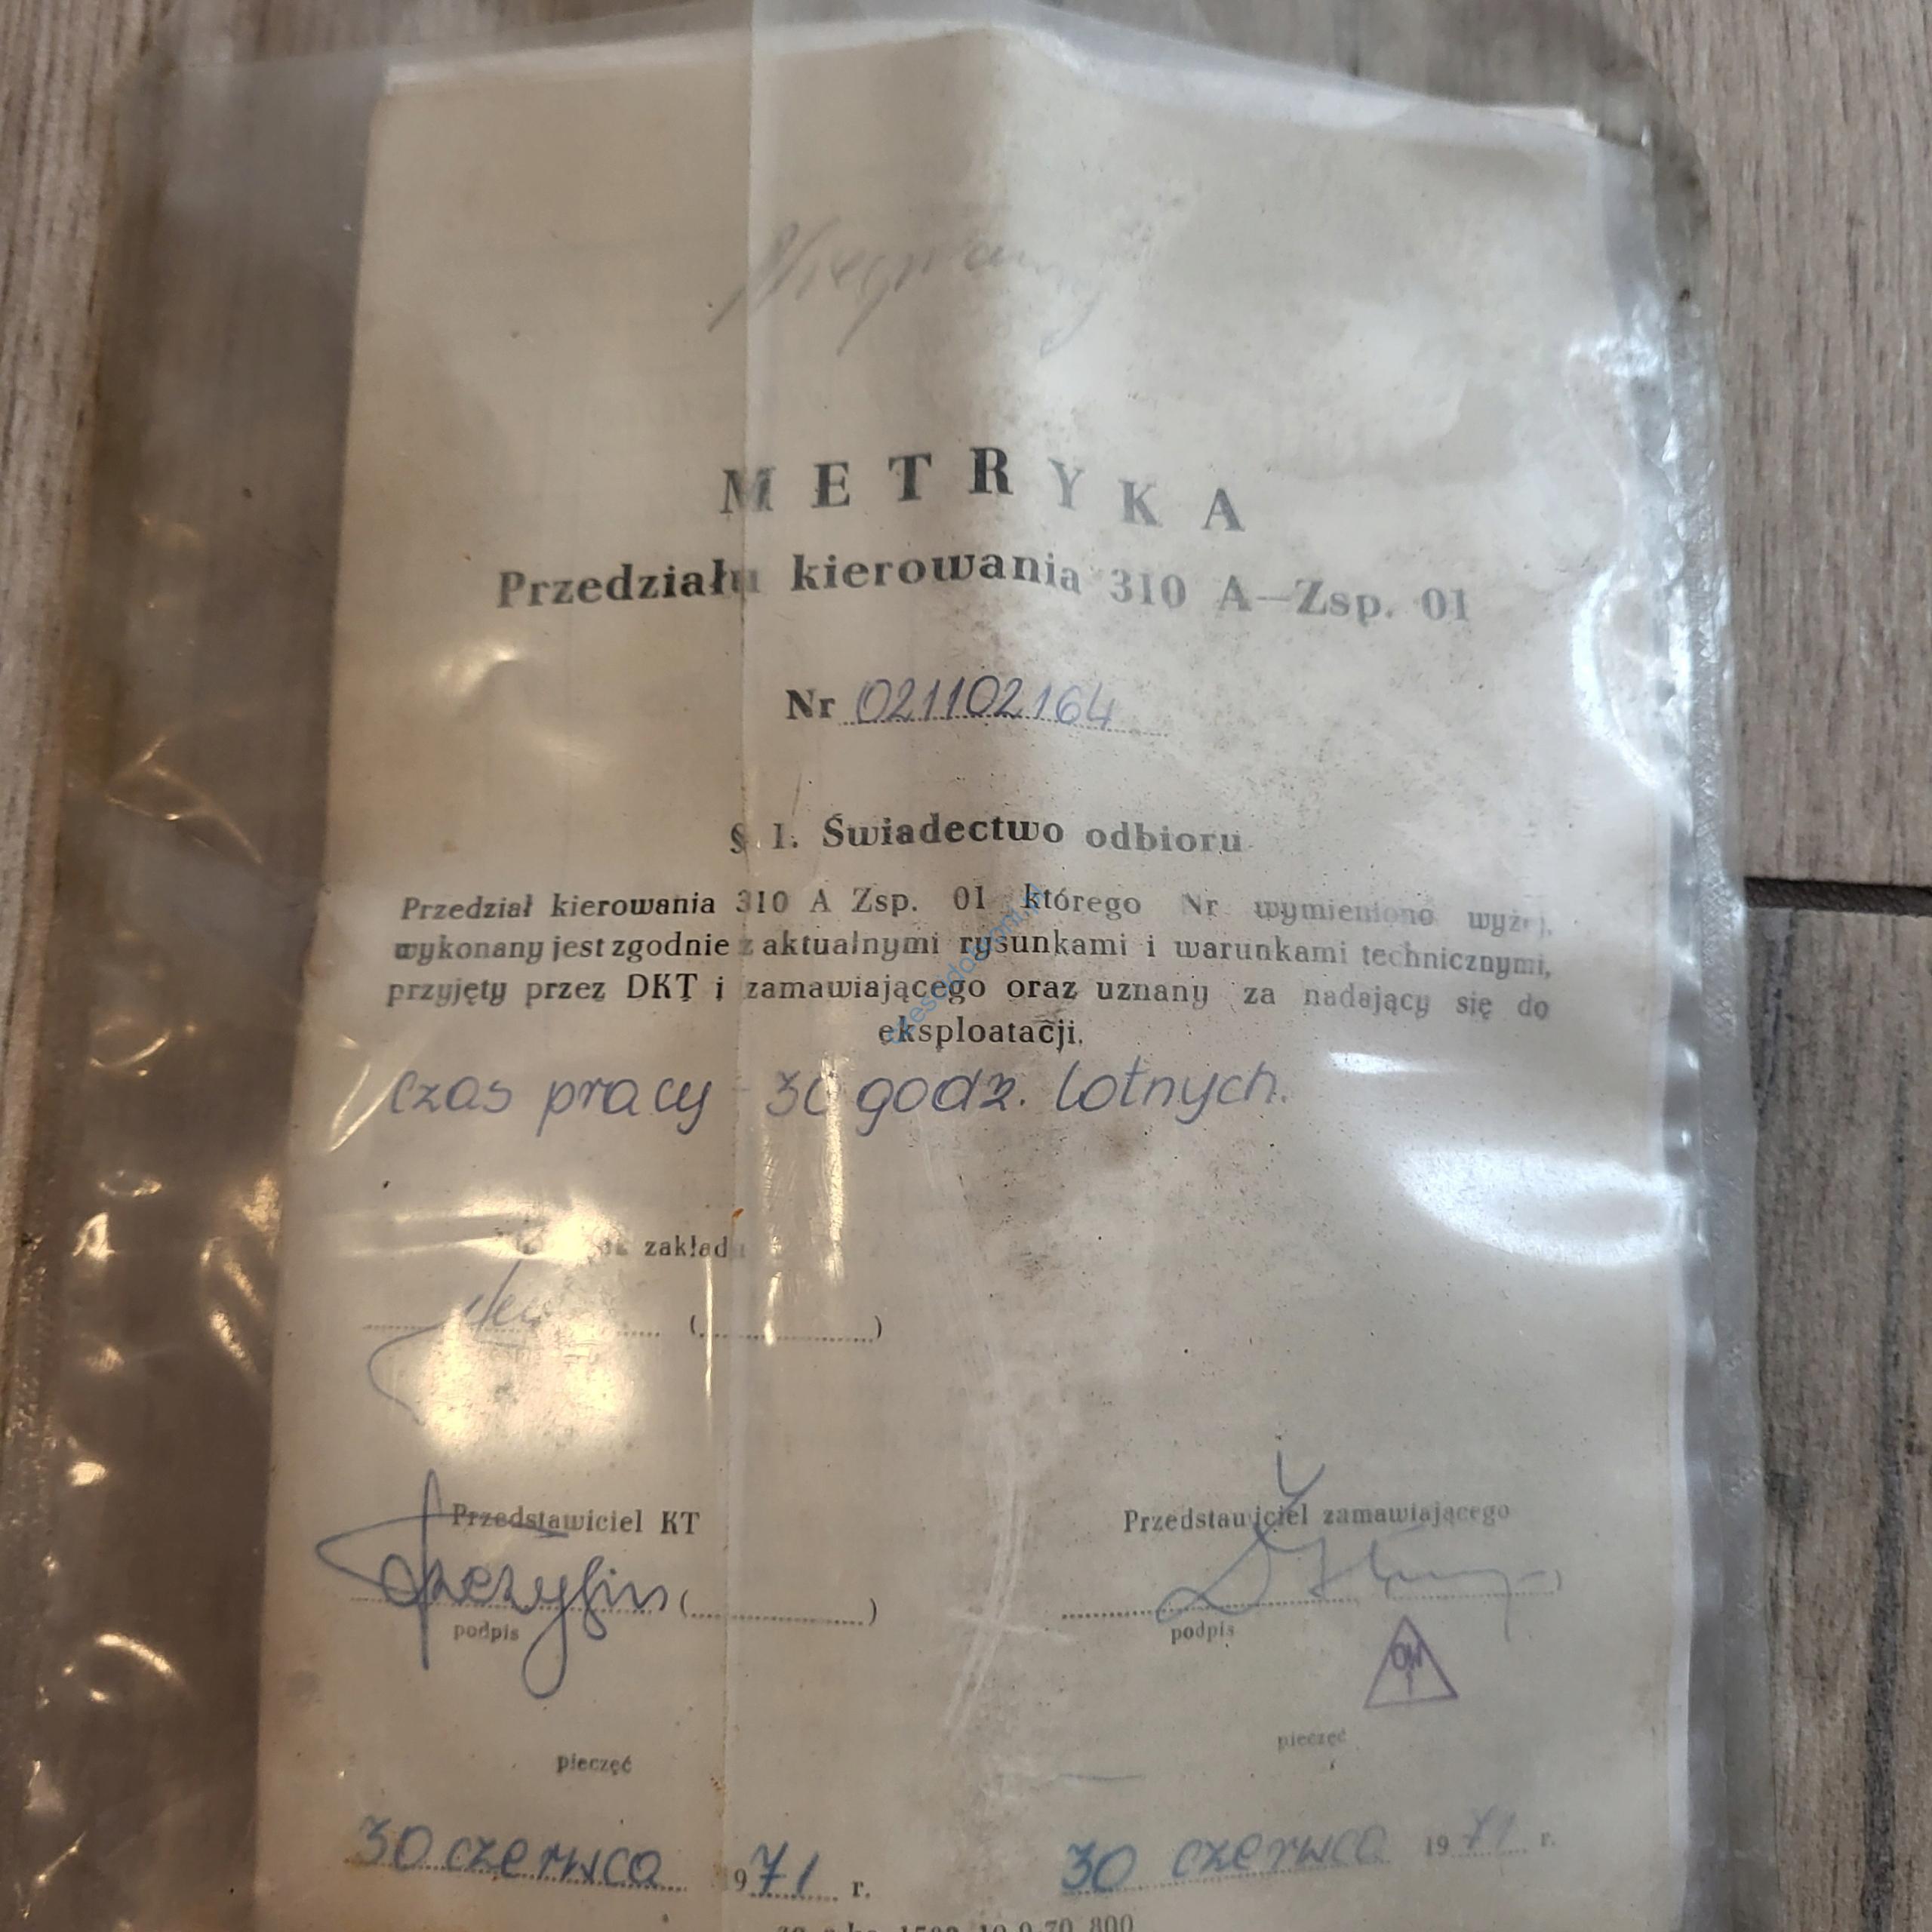 METRYKA
Przedziału kierowania 310 A—Zsp. 01
Nr 021102164
§ 1. Świadectwo odbioru
Przedział kierowania 310 A Zsp. 01 którego Nr wymieniono wyżej,
wykonany jest zgodnie z aktualnymi rysunkami i warunkami technicznymi,
przyjęty przez DKT i zamawiającego oraz uznany za nadający się do
eksploatacji.
Czas pracy - 30 godz. lotnych.
zakładu
( )
Przedstawiciel KT Przedstawiciel zamawiającego
( )
podpis podpis
pieczęć pieczęć
30 czerwca 971 r. 30 czerwca 1971 r.